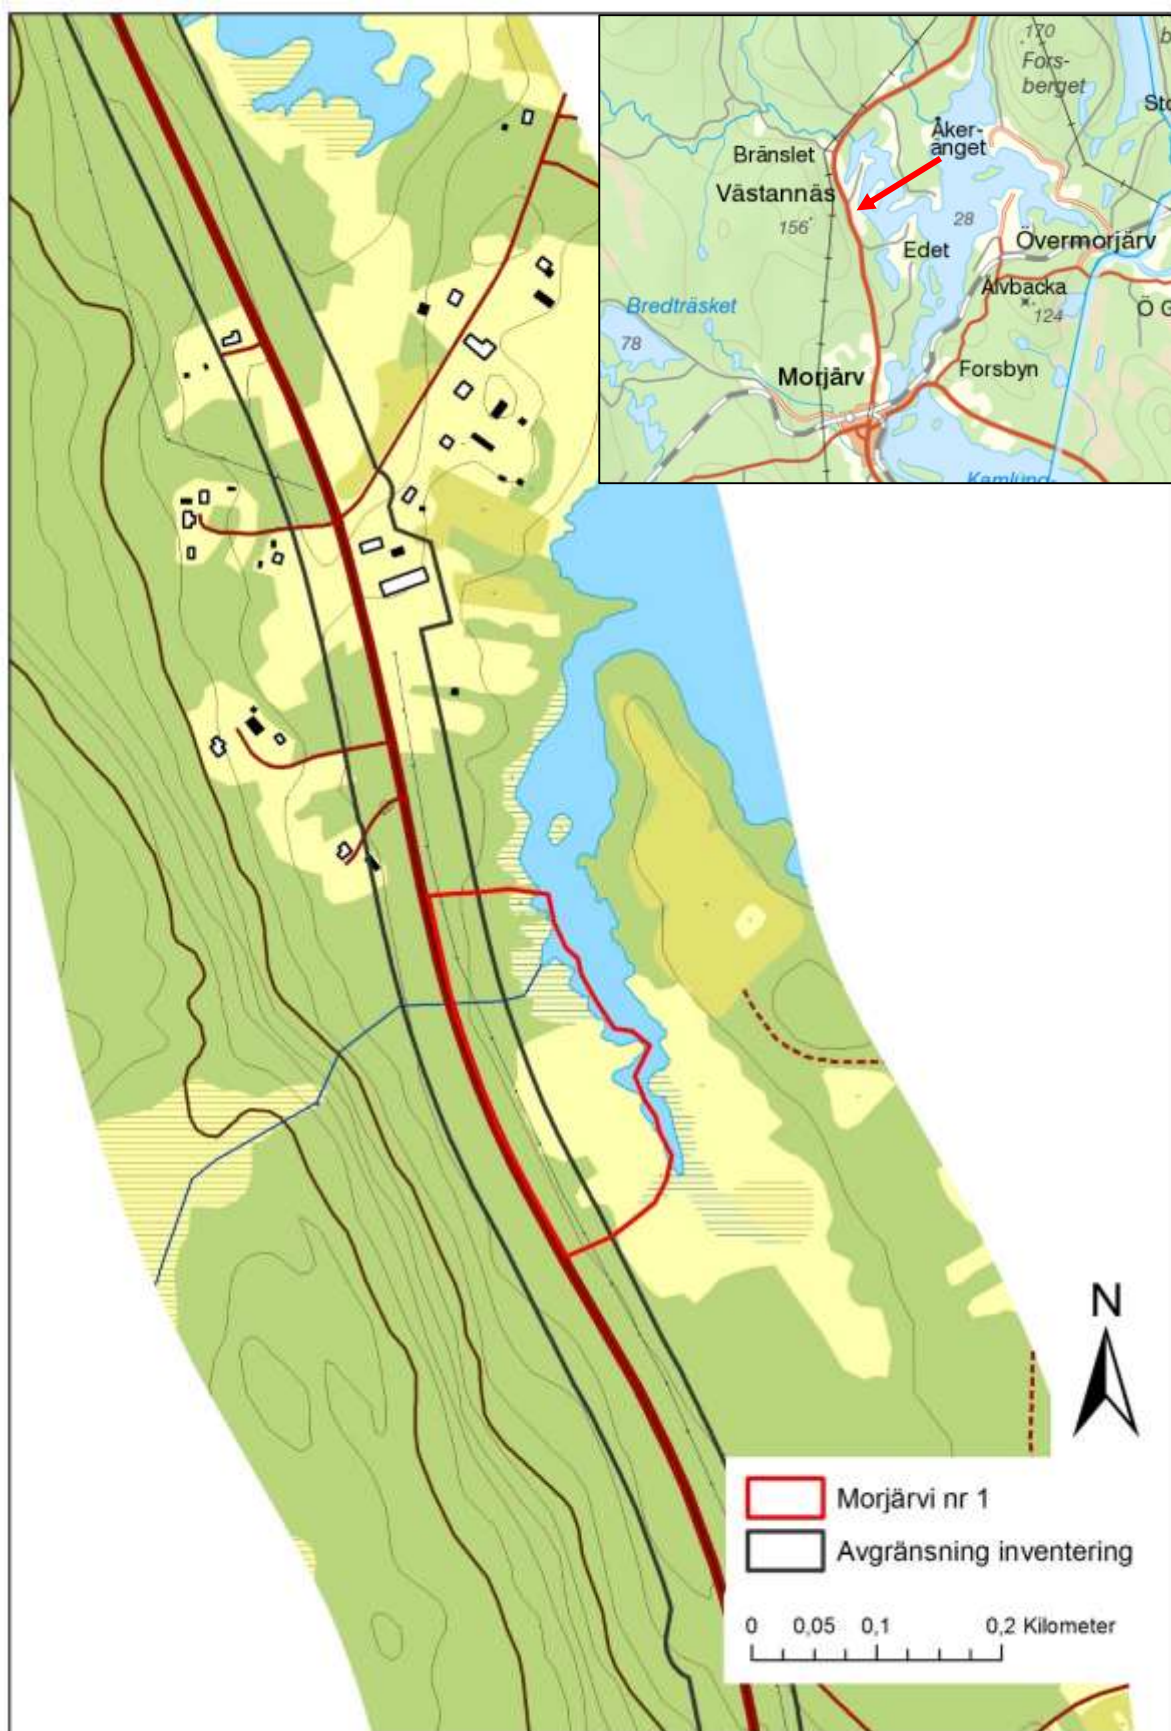 170
Fors-
berget
Åker-
änget
Bränslet
Västannäs
156
28
Edet
Övermorjärv
Bredträsket
Älvbacka
124
78
Morjärv
Forsbyn
N
Morjärvi nr 1
Avgränsning inventering
0 0,05 0,1 0,2 Kilometer